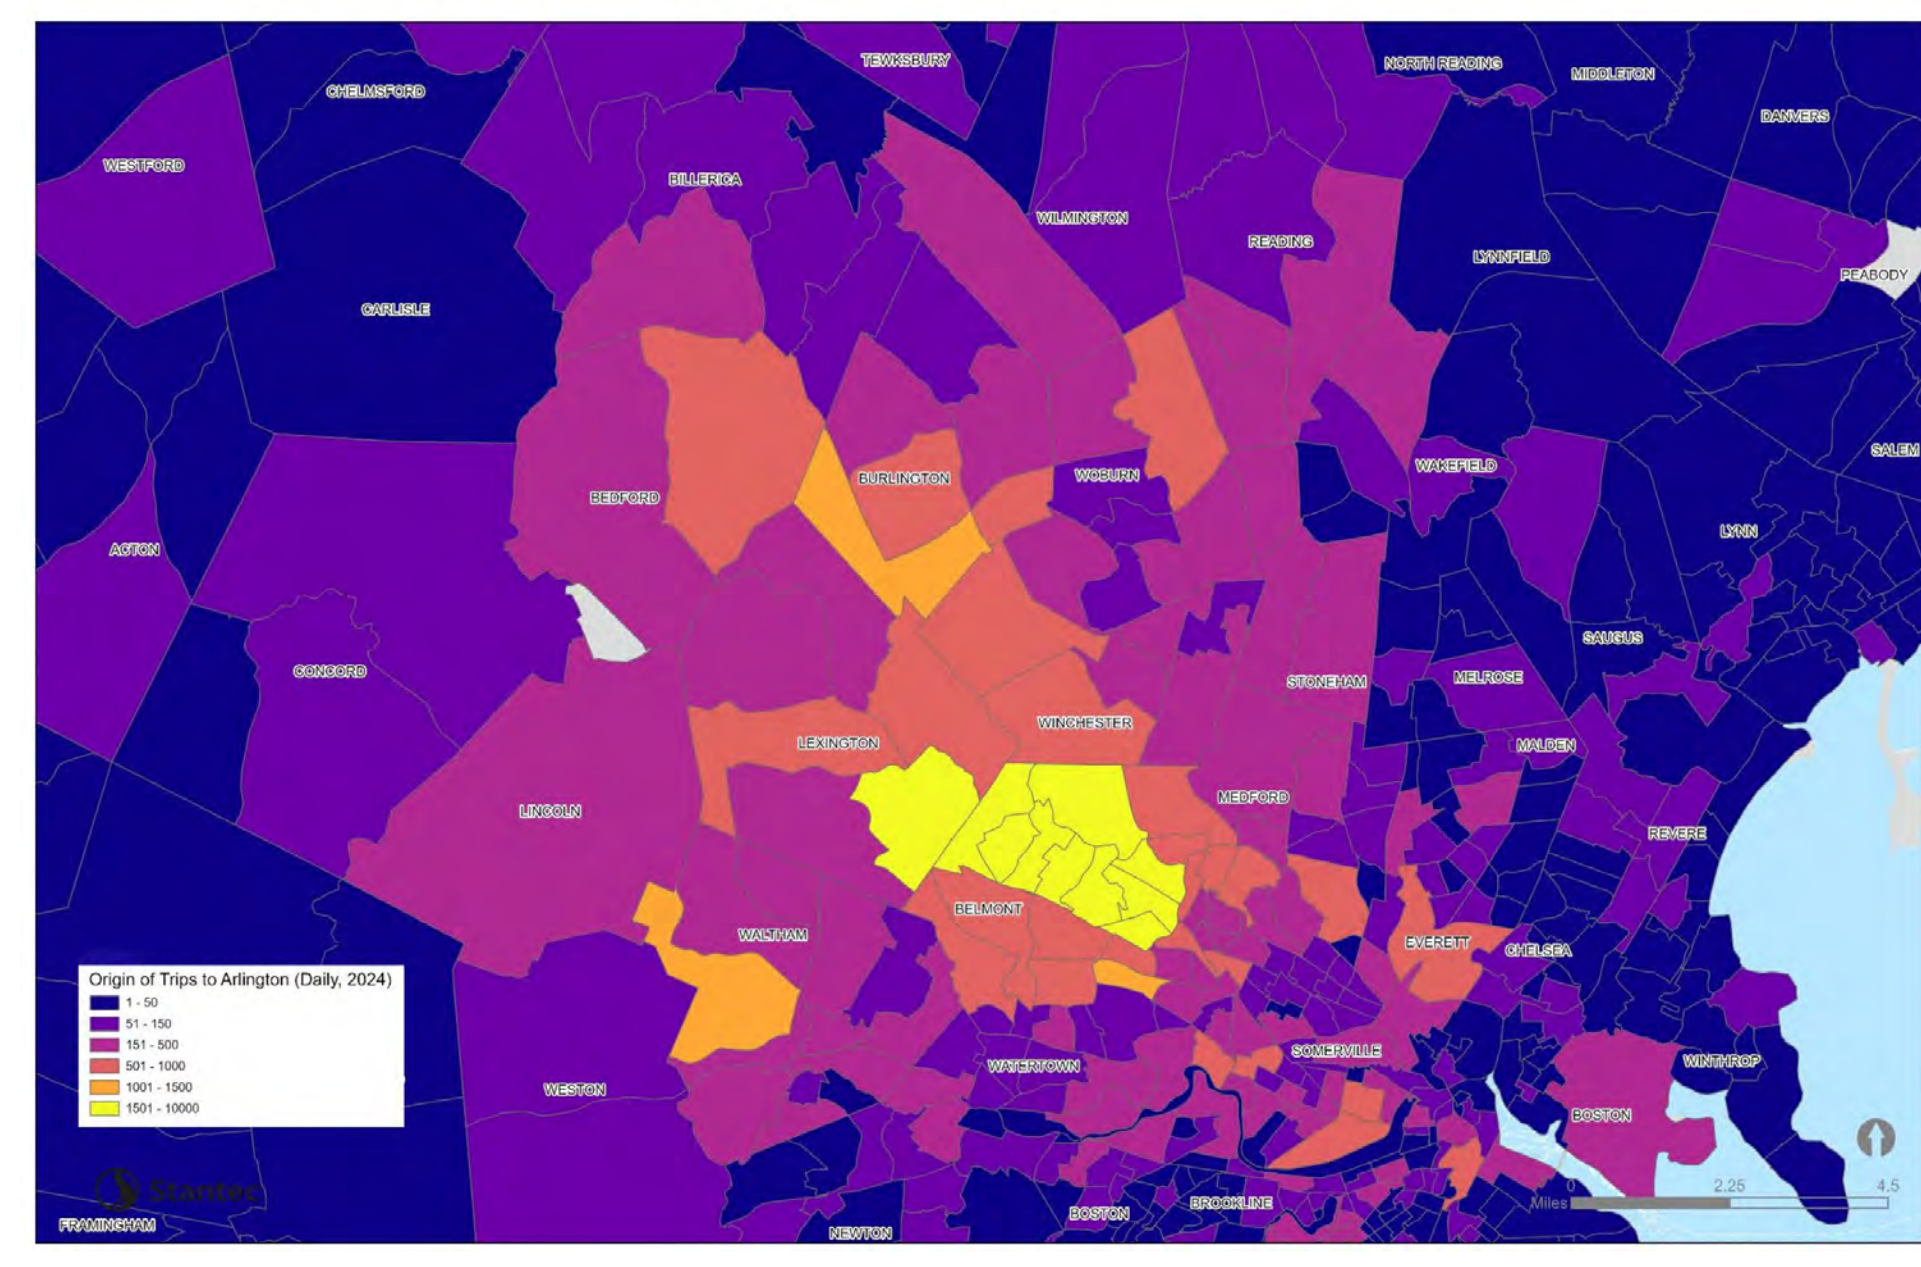 TEWKSBURY
NORTH READING
MIDDLETON
CHELMSFORD
DANVERS
WESTFORD
BILLERICA
WILMINGTON
READING
LYNNFIELD
PEABODY
CARLISLE
SALEM
WAKEFIELD
WOBURN
BURLINGTON
BEDFORD
LYNN
ACTON
SAUGUS
CONCORD
MELROSE
STONEHAM
WINCHESTER
LEXINGTON
MALDEN
MEDFORD
LINCOLN
REVERE
BELMONT
WALTHAM
EVERETT
CHELSEA
Origin of Trips to Arlington (Daily, 2024)
1 - 50
51 - 150
151 - 500
501 - 1000
1001 - 1500
1501 - 10000
SOMERVILLE
WINTHROP
WATERTOWN
WESTON
BOSTON
Stantec
0 2.25 4.5
Miles
BROOKLINE
BOSTON
FRAMINGHAM
NEWTON